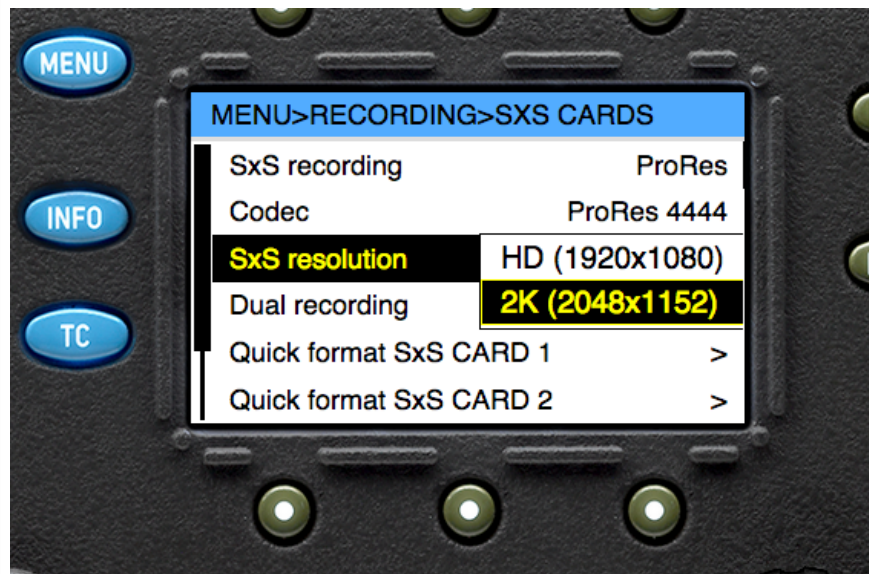 MENU
MENU>RECORDING>SXS CARDS
SxS recording ProRes
INFO
Codec ProRes 4444
SxS resolution HD (1920x1080)
Dual recording 2K (2048x1152)
TC
Quick format SxS CARD 1 >
Quick format SxS CARD 2 >